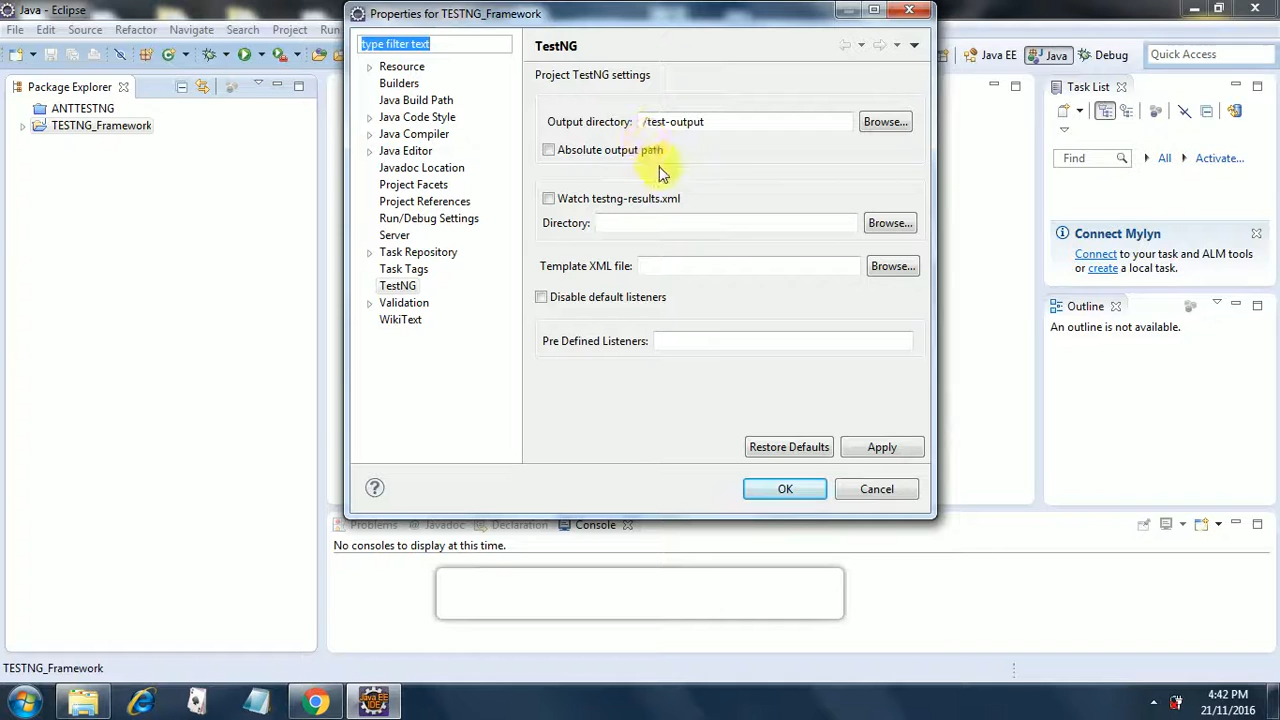 Java - Eclipse
Properties for TESTNG_Framework
File Edit Source Refactor Navigate Search Project
Java EE Java Debug Quick Access
type filter text
Resource
Builders
Java Build Path
Java Code Style
Java Compiler
Java Editor
Javadoc Location
Project Facets
Project References
Run/Debug Settings
Server
Task Repository
Task Tags
TestNG
Validation
WikiText
TestNG
Project TestNG settings
Output directory: /test-output Browse...
Absolute output path
Watch testng-results.xml
Directory: Browse...
Template XML file: Browse...
Disable default listeners
Pre Defined Listeners:
Restore Defaults Apply
OK Cancel
Package Explorer
ANTTESTNG
TESTNG_Framework
Task List
Find All Activate...
Connect Mylyn
Connect to your task and ALM tools
or create a local task.
Outline
An outline is not available.
Problems @ Javadoc Declaration Console
No consoles to display at this time.
TESTNG_Framework
Java EE
IDE
4:42 PM
21/11/2016